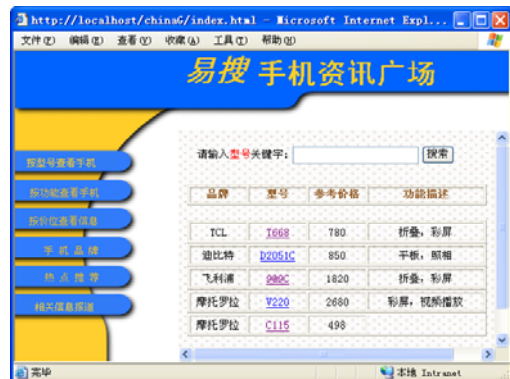 http://localhost/chinaG/index.html - Microsoft Internet Expl...
文件(F) 编辑(E) 查看(V) 收藏(A) 工具(T) 帮助(H)
易搜 手机资讯广场
请输入型号关键字： 搜索
按型号查看手机
按功能查看手机
按价位查看信息
手机品牌
热点推荐
相关信息报道
品牌 型号 参考价格 功能描述
TCL T668 780 折叠，彩屏
迪比特 D2051C 850 平板，照相
飞利浦 989C 1820 折叠，彩屏
摩托罗拉 V220 2680 彩屏，视频播放
摩托罗拉 C115 498
完毕 本地 Intranet